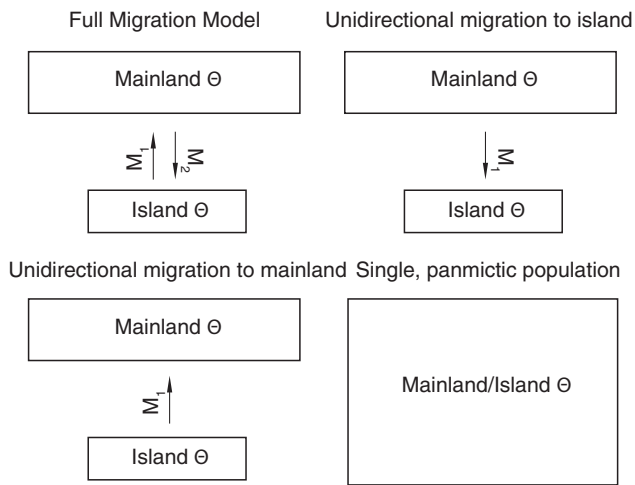 Full Migration Model
Unidirectional migration to island
Mainland Θ
Mainland Θ
M₁
M₂
M₁
Island Θ
Island Θ
Unidirectional migration to mainland
Single, panmictic population
Mainland Θ
Mainland/Island Θ
M₁
Island Θ